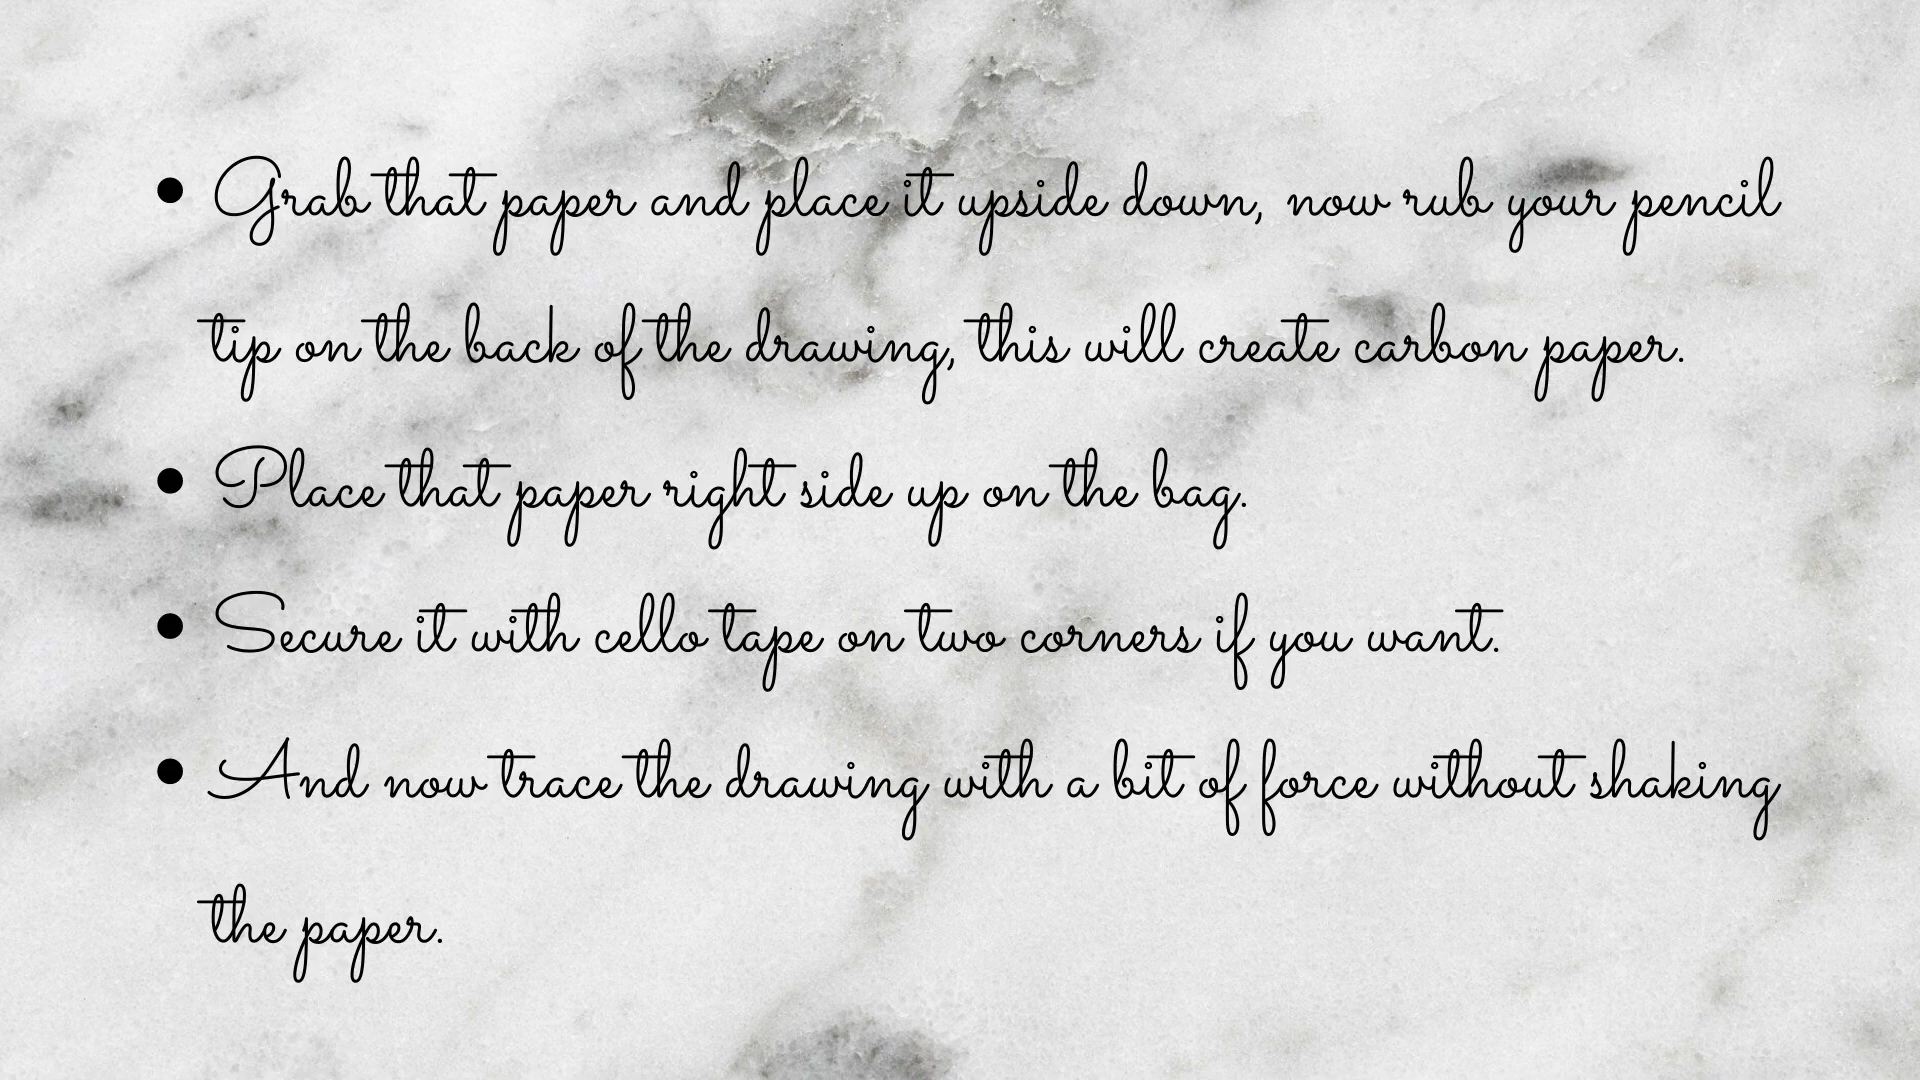 • Grab that paper and place it upside down, now rub your pencil
tip on the back of the drawing, this will create carbon paper.
• Place that paper right side up on the bag.
• Secure it with cello tape on two corners if you want.
• And now trace the drawing with a bit of force without shaking
the paper.